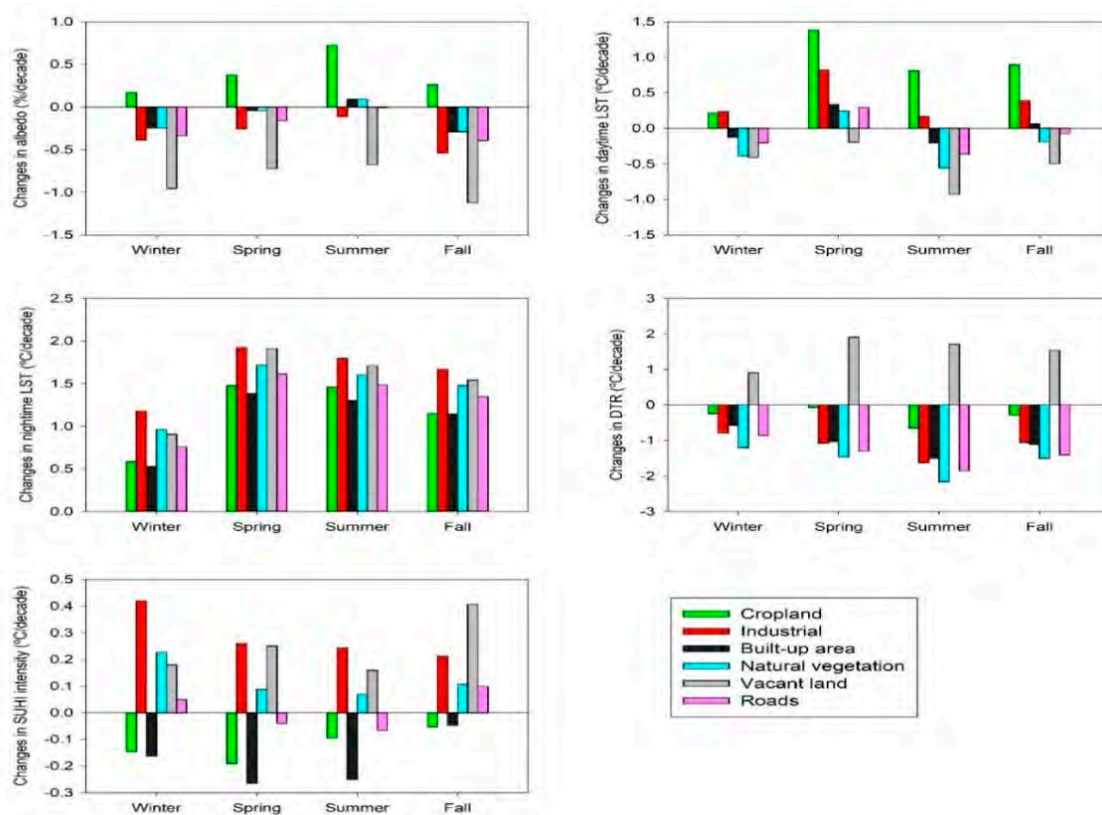 Changes in albedo (%/decade)
1.0
0.5
0.0
-0.5
-1.0
-1.5
Winter Spring Summer Fall
Changes in daytime LST (ºC/decade)
1.5
1.0
0.5
0.0
-0.5
-1.0
-1.5
Winter Spring Summer Fall
Changes in nightime LST (ºC/decade)
2.5
2.0
1.5
1.0
0.5
0.0
Winter Spring Summer Fall
Changes in DTR (ºC/decade)
3
2
1
0
-1
-2
-3
Winter Spring Summer Fall
Changes in SUHI intensity (ºC/decade)
0.5
0.4
0.3
0.2
0.1
0.0
-0.1
-0.2
-0.3
Winter Spring Summer Fall
Cropland
Industrial
Built-up area
Natural vegetation
Vacant land
Roads